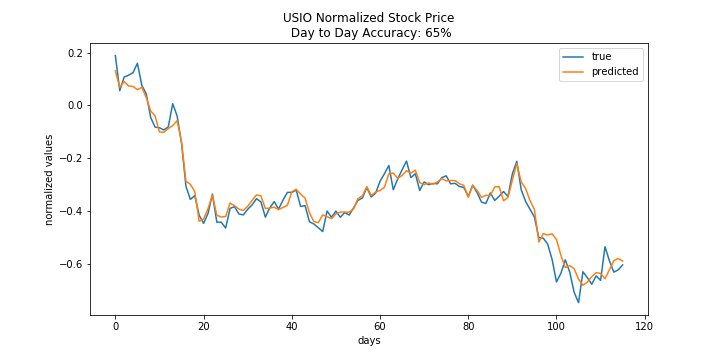 USIO Normalized Stock Price
Day to Day Accuracy: 65%
true
predicted
normalized values
0.2
0.0
−0.2
−0.4
−0.6
0
20
40
60
80
100
120
days